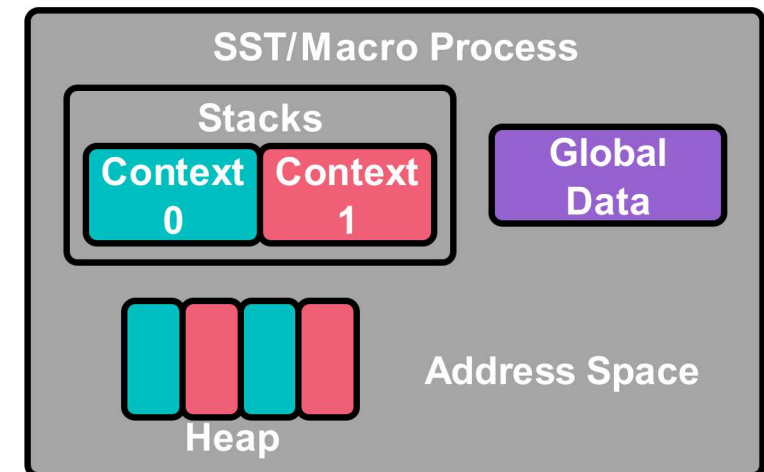 SST/Macro Process
Stacks
Context
0
Context
1
Global
Data
Address Space
Heap